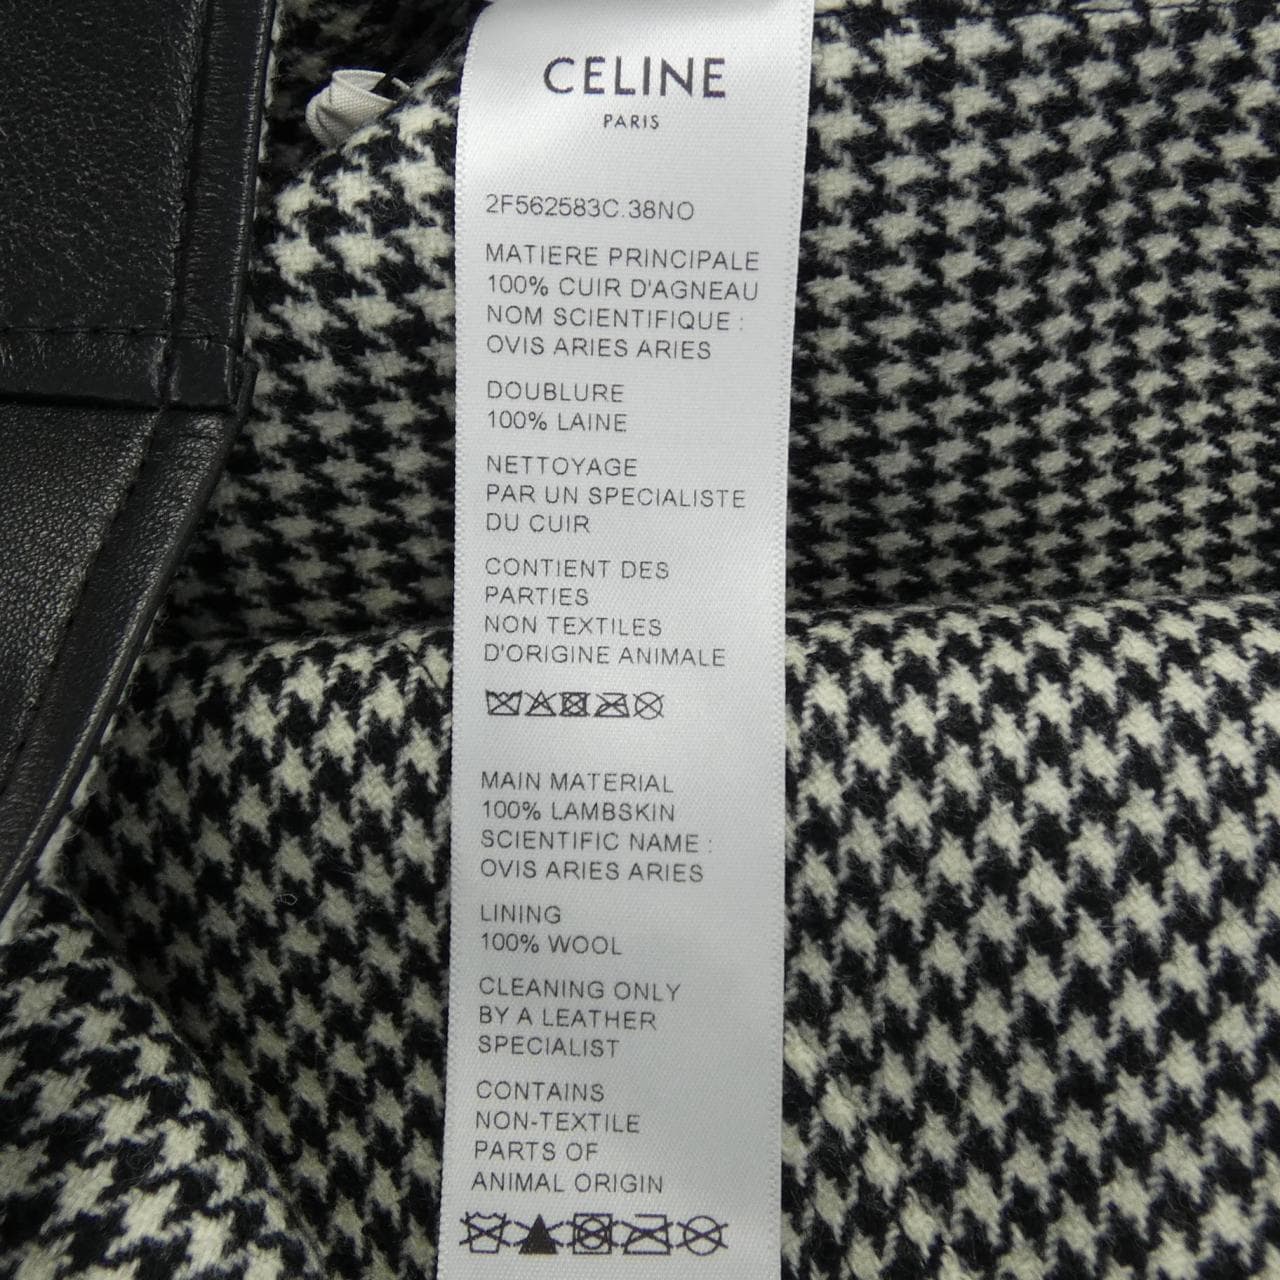 CELINE
PARIS
2F562583C.38NO
MATIERE PRINCIPALE
100% CUIR D'AGNEAU
NOM SCIENTIFIQUE :
OVIS ARIES ARIES
DOUBLURE
100% LAINE
NETTOYAGE
PAR UN SPECIALISTE
DU CUIR
CONTIENT DES
PARTIES
NON TEXTILES
D'ORIGINE ANIMALE
MAIN MATERIAL
100% LAMBSKIN
SCIENTIFIC NAME :
OVIS ARIES ARIES
LINING
100% WOOL
CLEANING ONLY
BY A LEATHER
SPECIALIST
CONTAINS
NON-TEXTILE
PARTS OF
ANIMAL ORIGIN